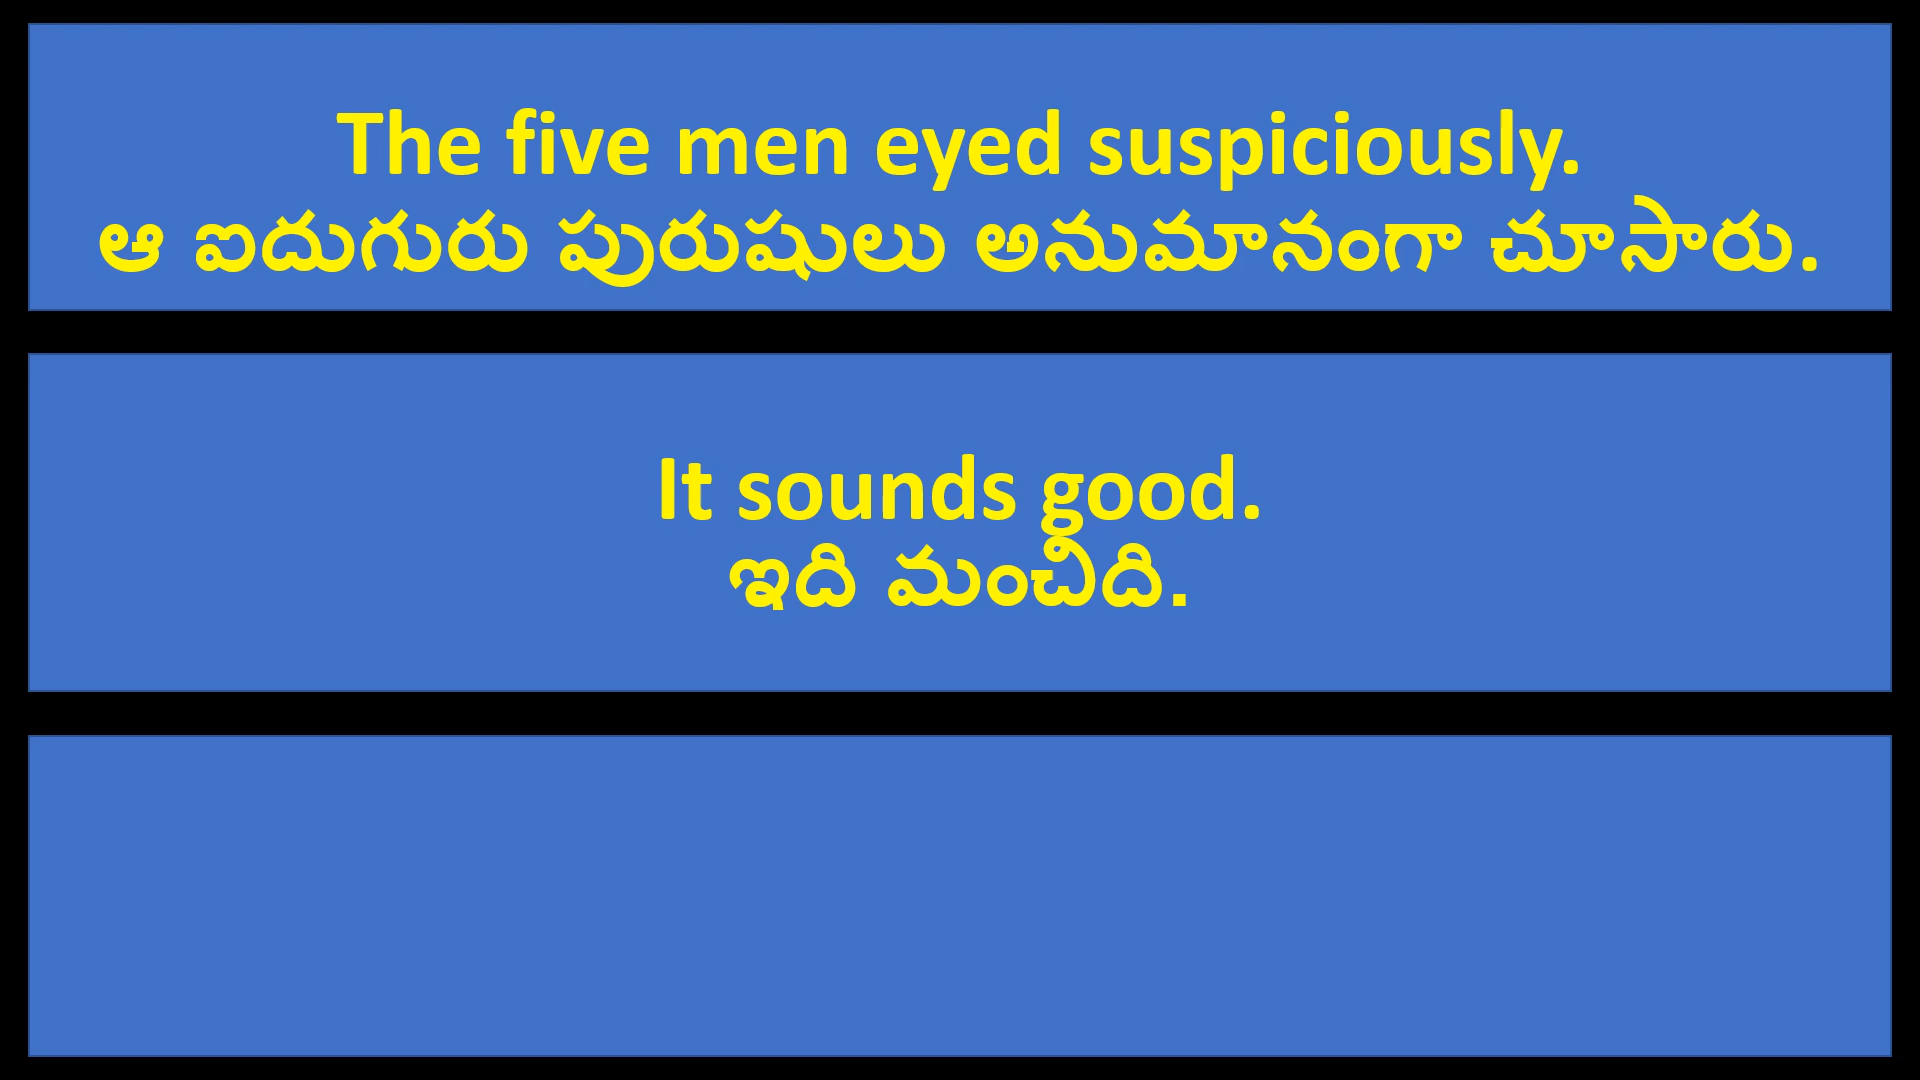 The five men eyed suspiciously.
ఆ ఐదుగురు పురుషులు అనుమానంగా చూసారు.
It sounds good.
ఇది మంచిది.